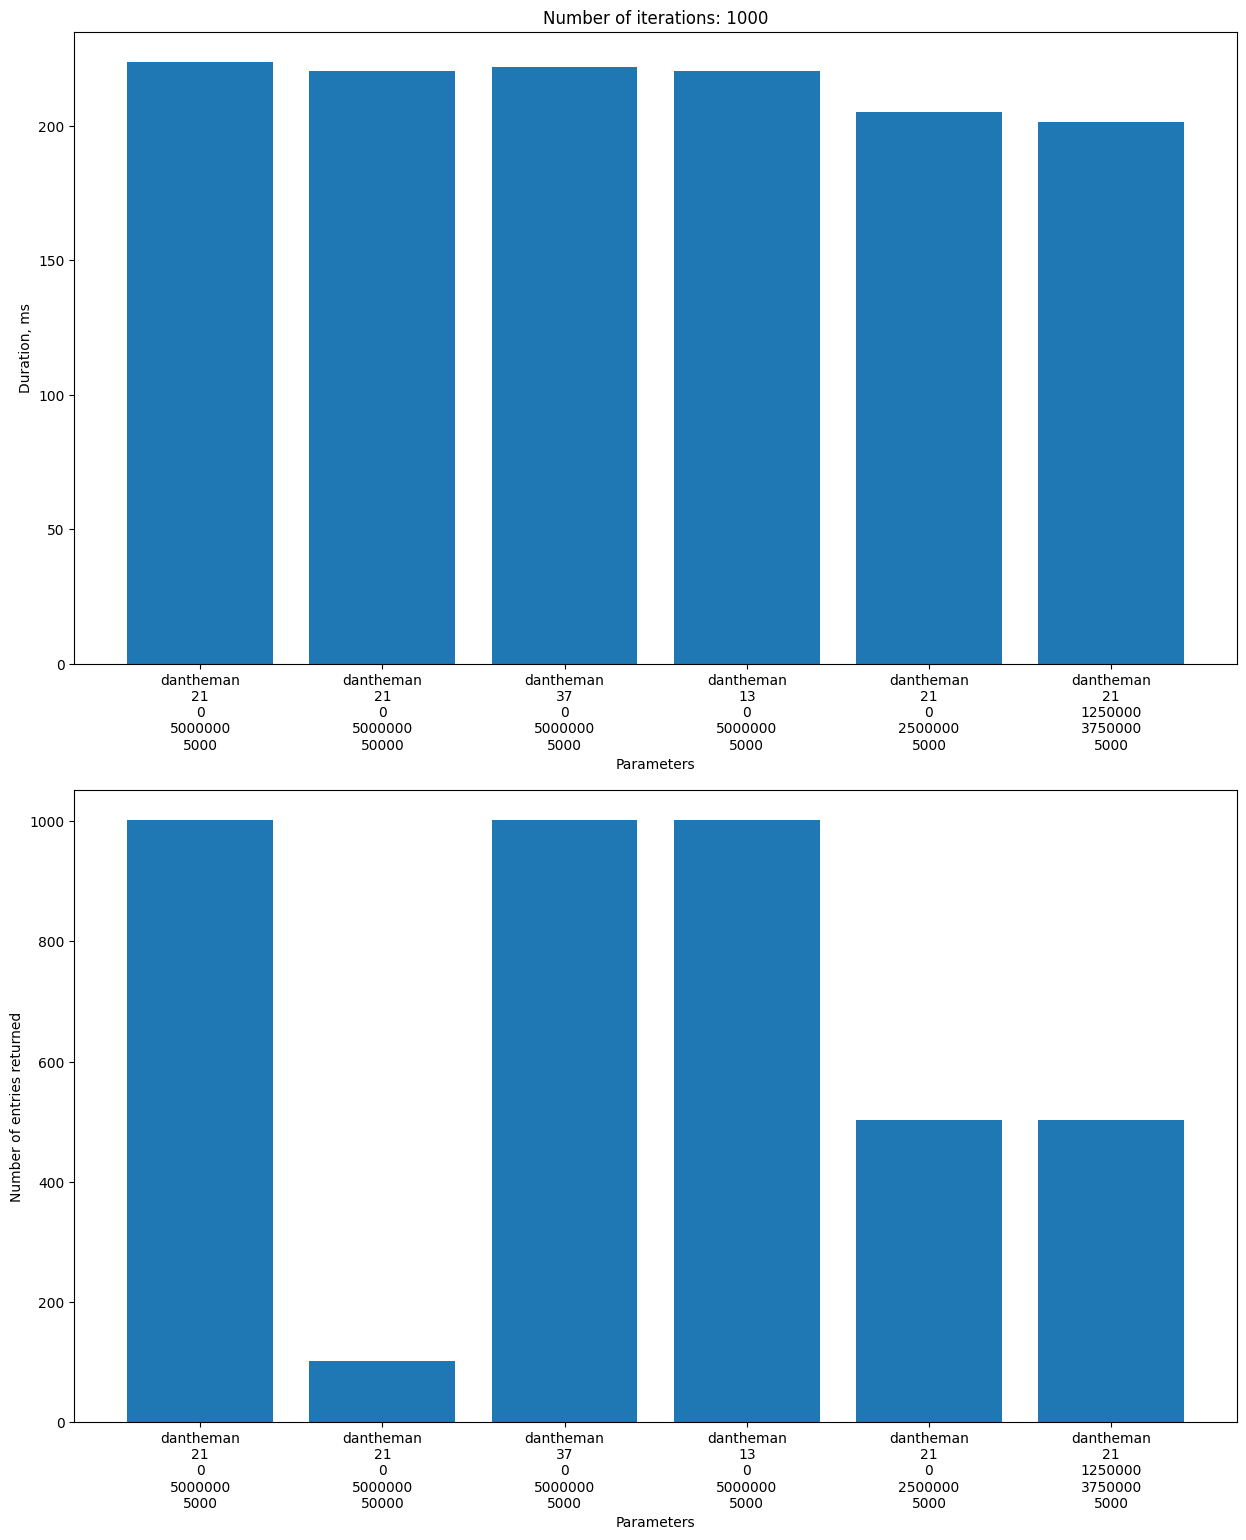 Number of iterations: 1000
Duration, ms
200
150
100
50
0
dantheman dantheman dantheman dantheman dantheman dantheman
21 21 37 13 21 21
0 0 0 0 0 1250000
5000000 5000000 5000000 5000000 2500000 3750000
5000 50000 5000 5000 5000 5000
Parameters
Number of entries returned
1000
800
600
400
200
0
dantheman dantheman dantheman dantheman dantheman dantheman
21 21 37 13 21 21
0 0 0 0 0 1250000
5000000 5000000 5000000 5000000 2500000 3750000
5000 50000 5000 5000 5000 5000
Parameters